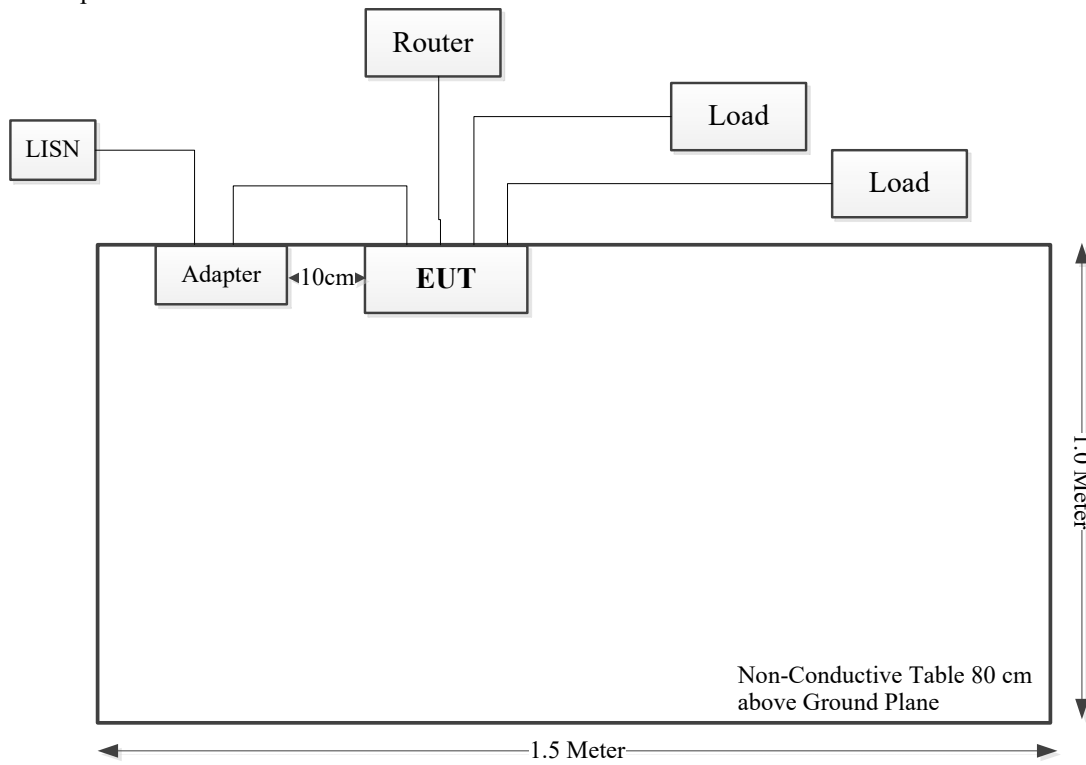 Router
Load
LISN
Load
Adapter
10cm
EUT
1.0 Meter
Non-Conductive Table 80 cm
above Ground Plane
1.5 Meter